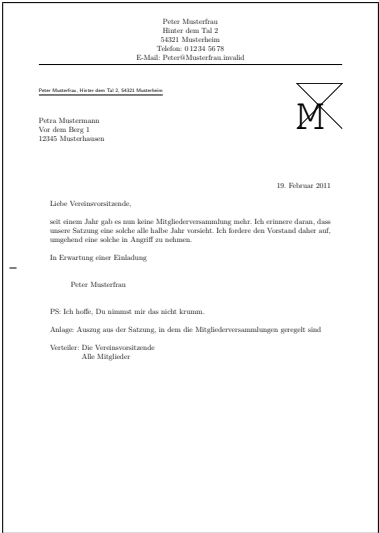 Peter Musterfrau
Hinter dem Tal 2
54321 Musterheim
Telefon: 0 12 34 56 78
E-Mail: Peter@Musterfrau.invalid
Peter Musterfrau, Hinter dem Tal 2, 54321 Musterheim
M
Petra Mustermann
Vor dem Berg 1
12345 Musterhausen
19. Februar 2011
Liebe Vereinsvorsitzende,
seit einem Jahr gab es nun keine Mitgliederversammlung mehr. Ich erinnere daran, dass
unsere Satzung eine solche alle halbe Jahr vorsieht. Ich fordere den Vorstand daher auf,
umgehend eine solche in Angriff zu nehmen.
In Erwartung einer Einladung
Peter Musterfrau
PS: Ich hoffe, Du nimmst mir das nicht krumm.
Anlage: Auszug aus der Satzung, in dem die Mitgliederversammlungen geregelt sind
Verteiler: Die Vereinsvorsitzende
Alle Mitglieder